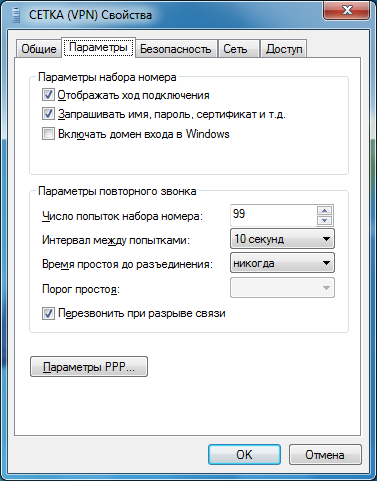 СЕТКА (VPN) Свойства
Общие Параметры Безопасность Сеть Доступ
Параметры набора номера
Отображать ход подключения
Запрашивать имя, пароль, сертификат и т.д.
Включать домен входа в Windows
Параметры повторного звонка
Число попыток набора номера: 99
Интервал между попытками: 10 секунд
Время простоя до разъединения: никогда
Порог простоя:
Перезвонить при разрыве связи
Параметры PPP...
OK Отмена